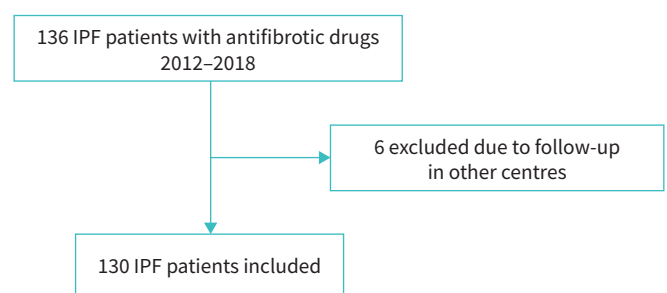 136 IPF patients with antifibrotic drugs
2012–2018
6 excluded due to follow-up
in other centres
130 IPF patients included